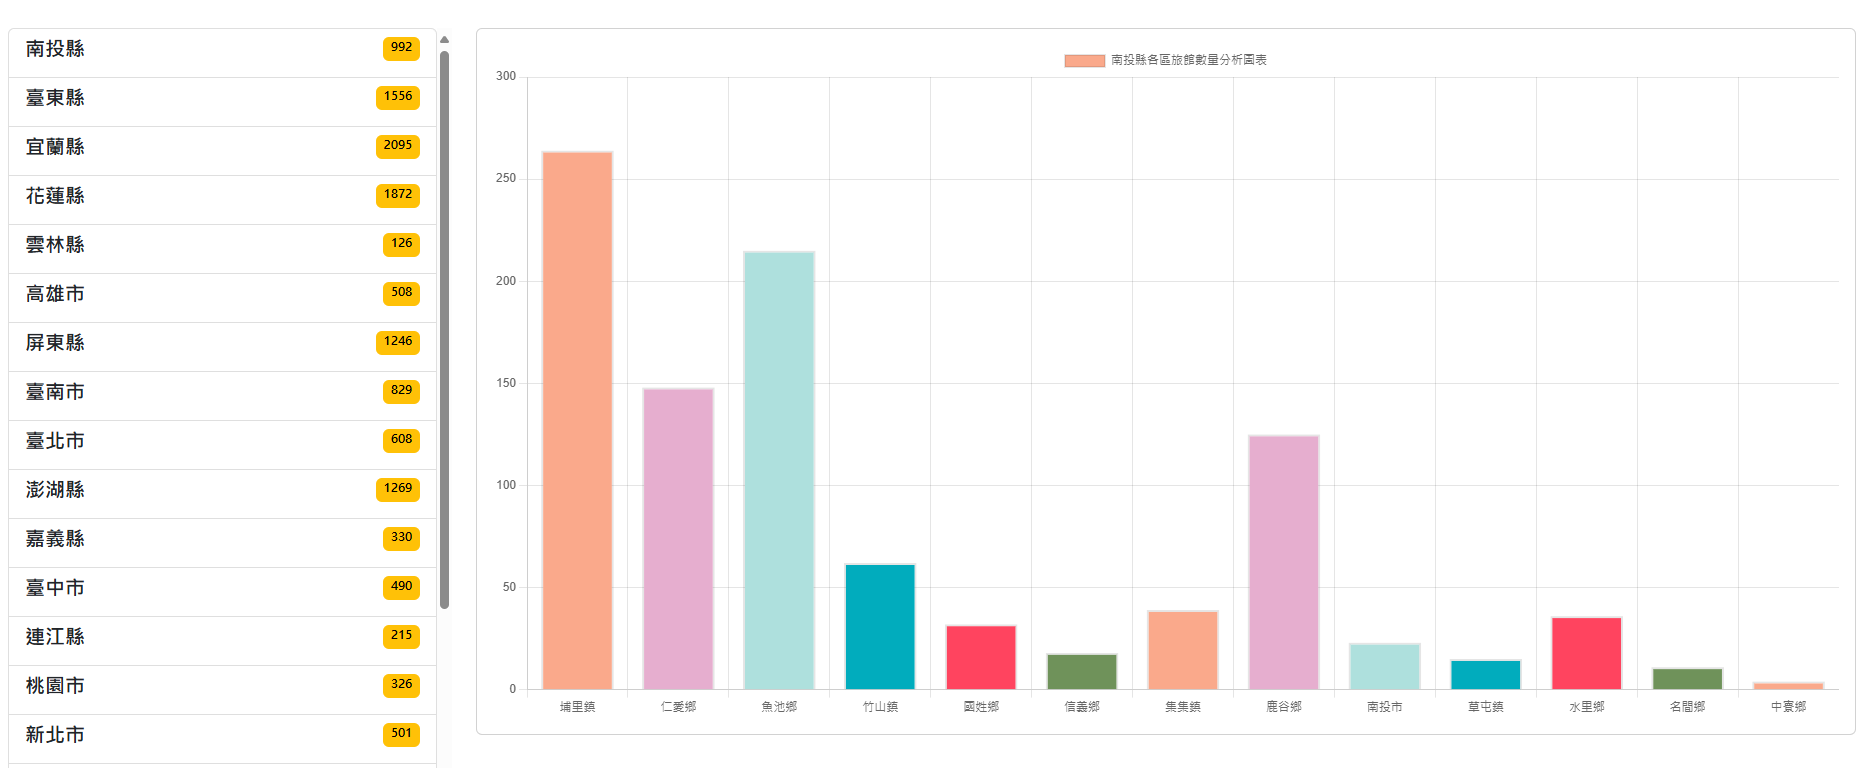 南投縣 992
臺東縣 1556
宜蘭縣 2095
花蓮縣 1872
雲林縣 126
高雄市 508
屏東縣 1246
臺南市 829
臺北市 608
澎湖縣 1269
嘉義縣 330
臺中市 490
連江縣 215
桃園市 326
新北市 501
南投縣各區旅館數量分析圖表
300
250
200
150
100
50
0
埔里鎮 仁愛鄉 魚池鄉 竹山鎮 國姓鄉 信義鄉 集集鎮 鹿谷鄉 南投市 草屯鎮 水里鄉 名間鄉 中寮鄉